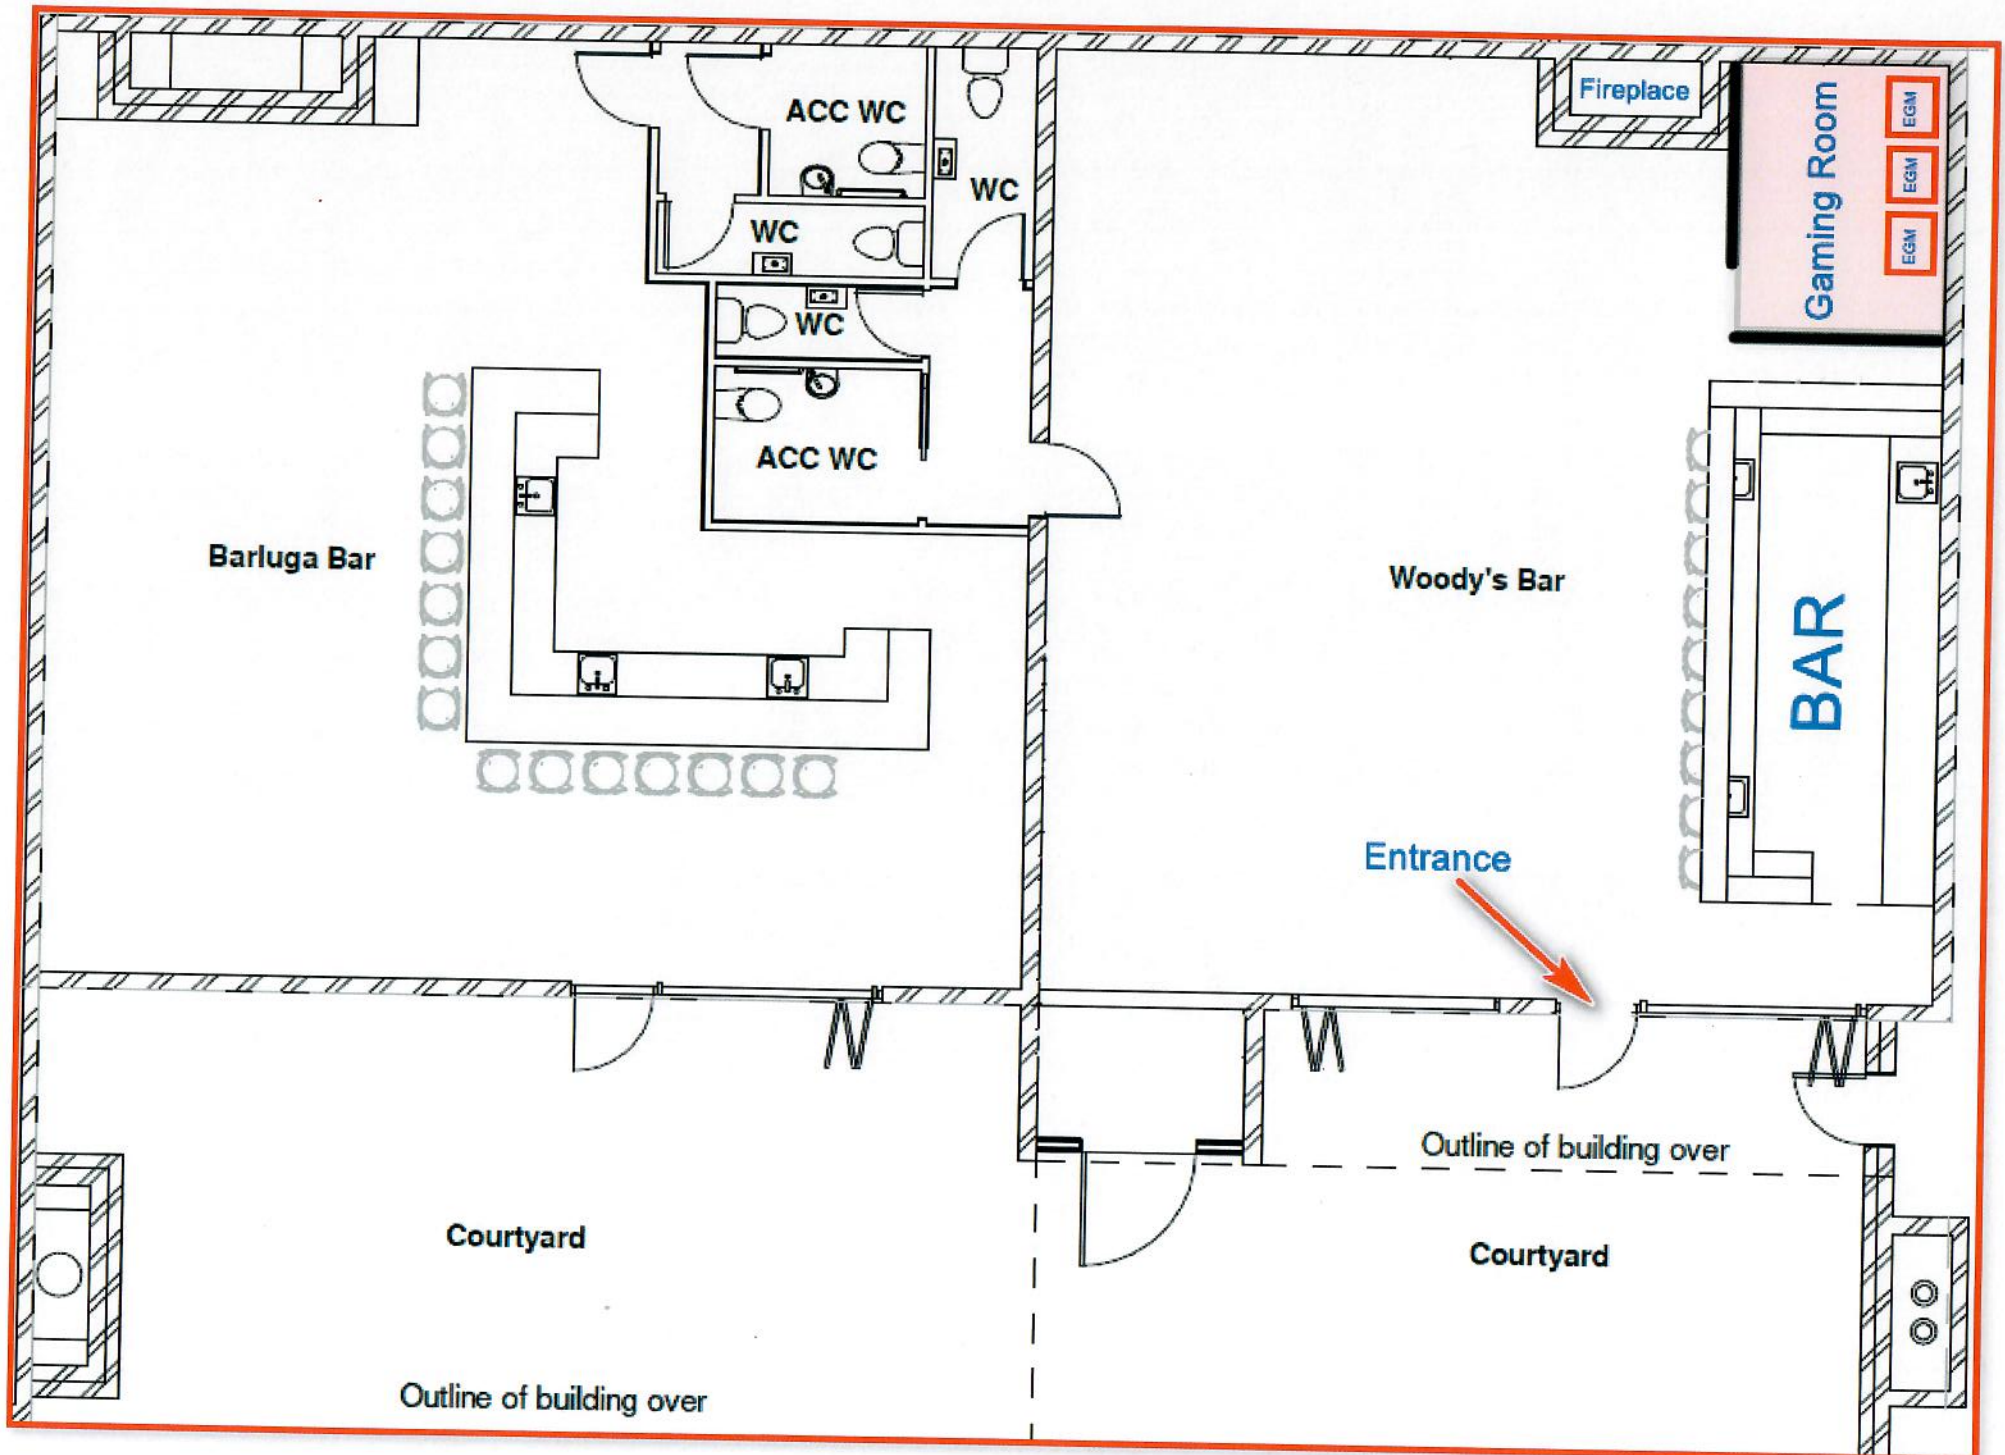 Fireplace
Gaming Room
EGM
EGM
EGM
ACC WC
WC
WC
WC
ACC WC
Barluga Bar
Woody's Bar
BAR
Entrance
Outline of building over
Courtyard
Courtyard
Outline of building over